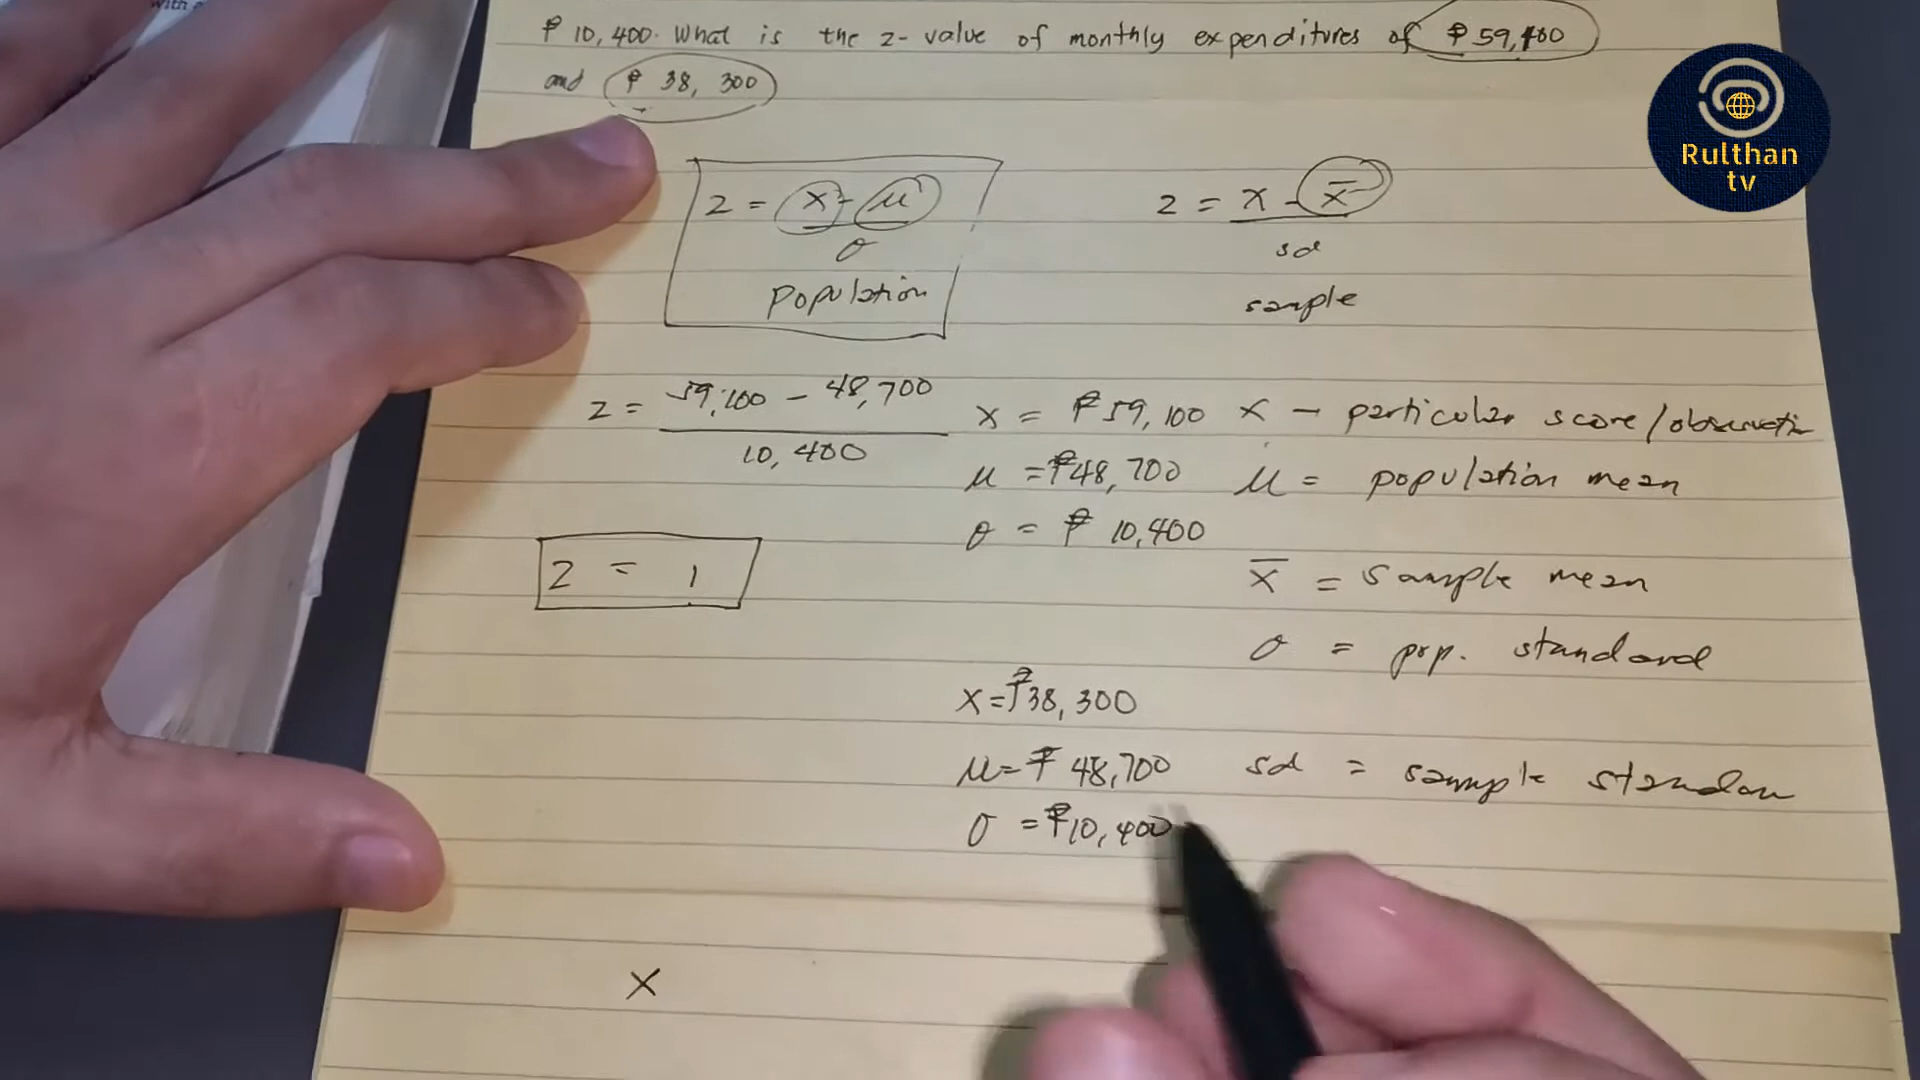 with
₱ 10,400. What is the z-value of monthly expenditures of ₱ 59,100
and ₱ 38, 300
Rulthan
tv
z = x - μ
σ
population
z = x - x̄
sd
sample
z = 59,100 - 48,700
10,400
x = ₱ 59,100
μ = ₱48,700
σ = ₱ 10,400
x - particular score/observation
μ = population mean
x̄ = sample mean
σ = pop. standard
sd = sample standar
z = 1
x = ₱38, 300
μ = ₱ 48,700
σ = ₱10,400
x